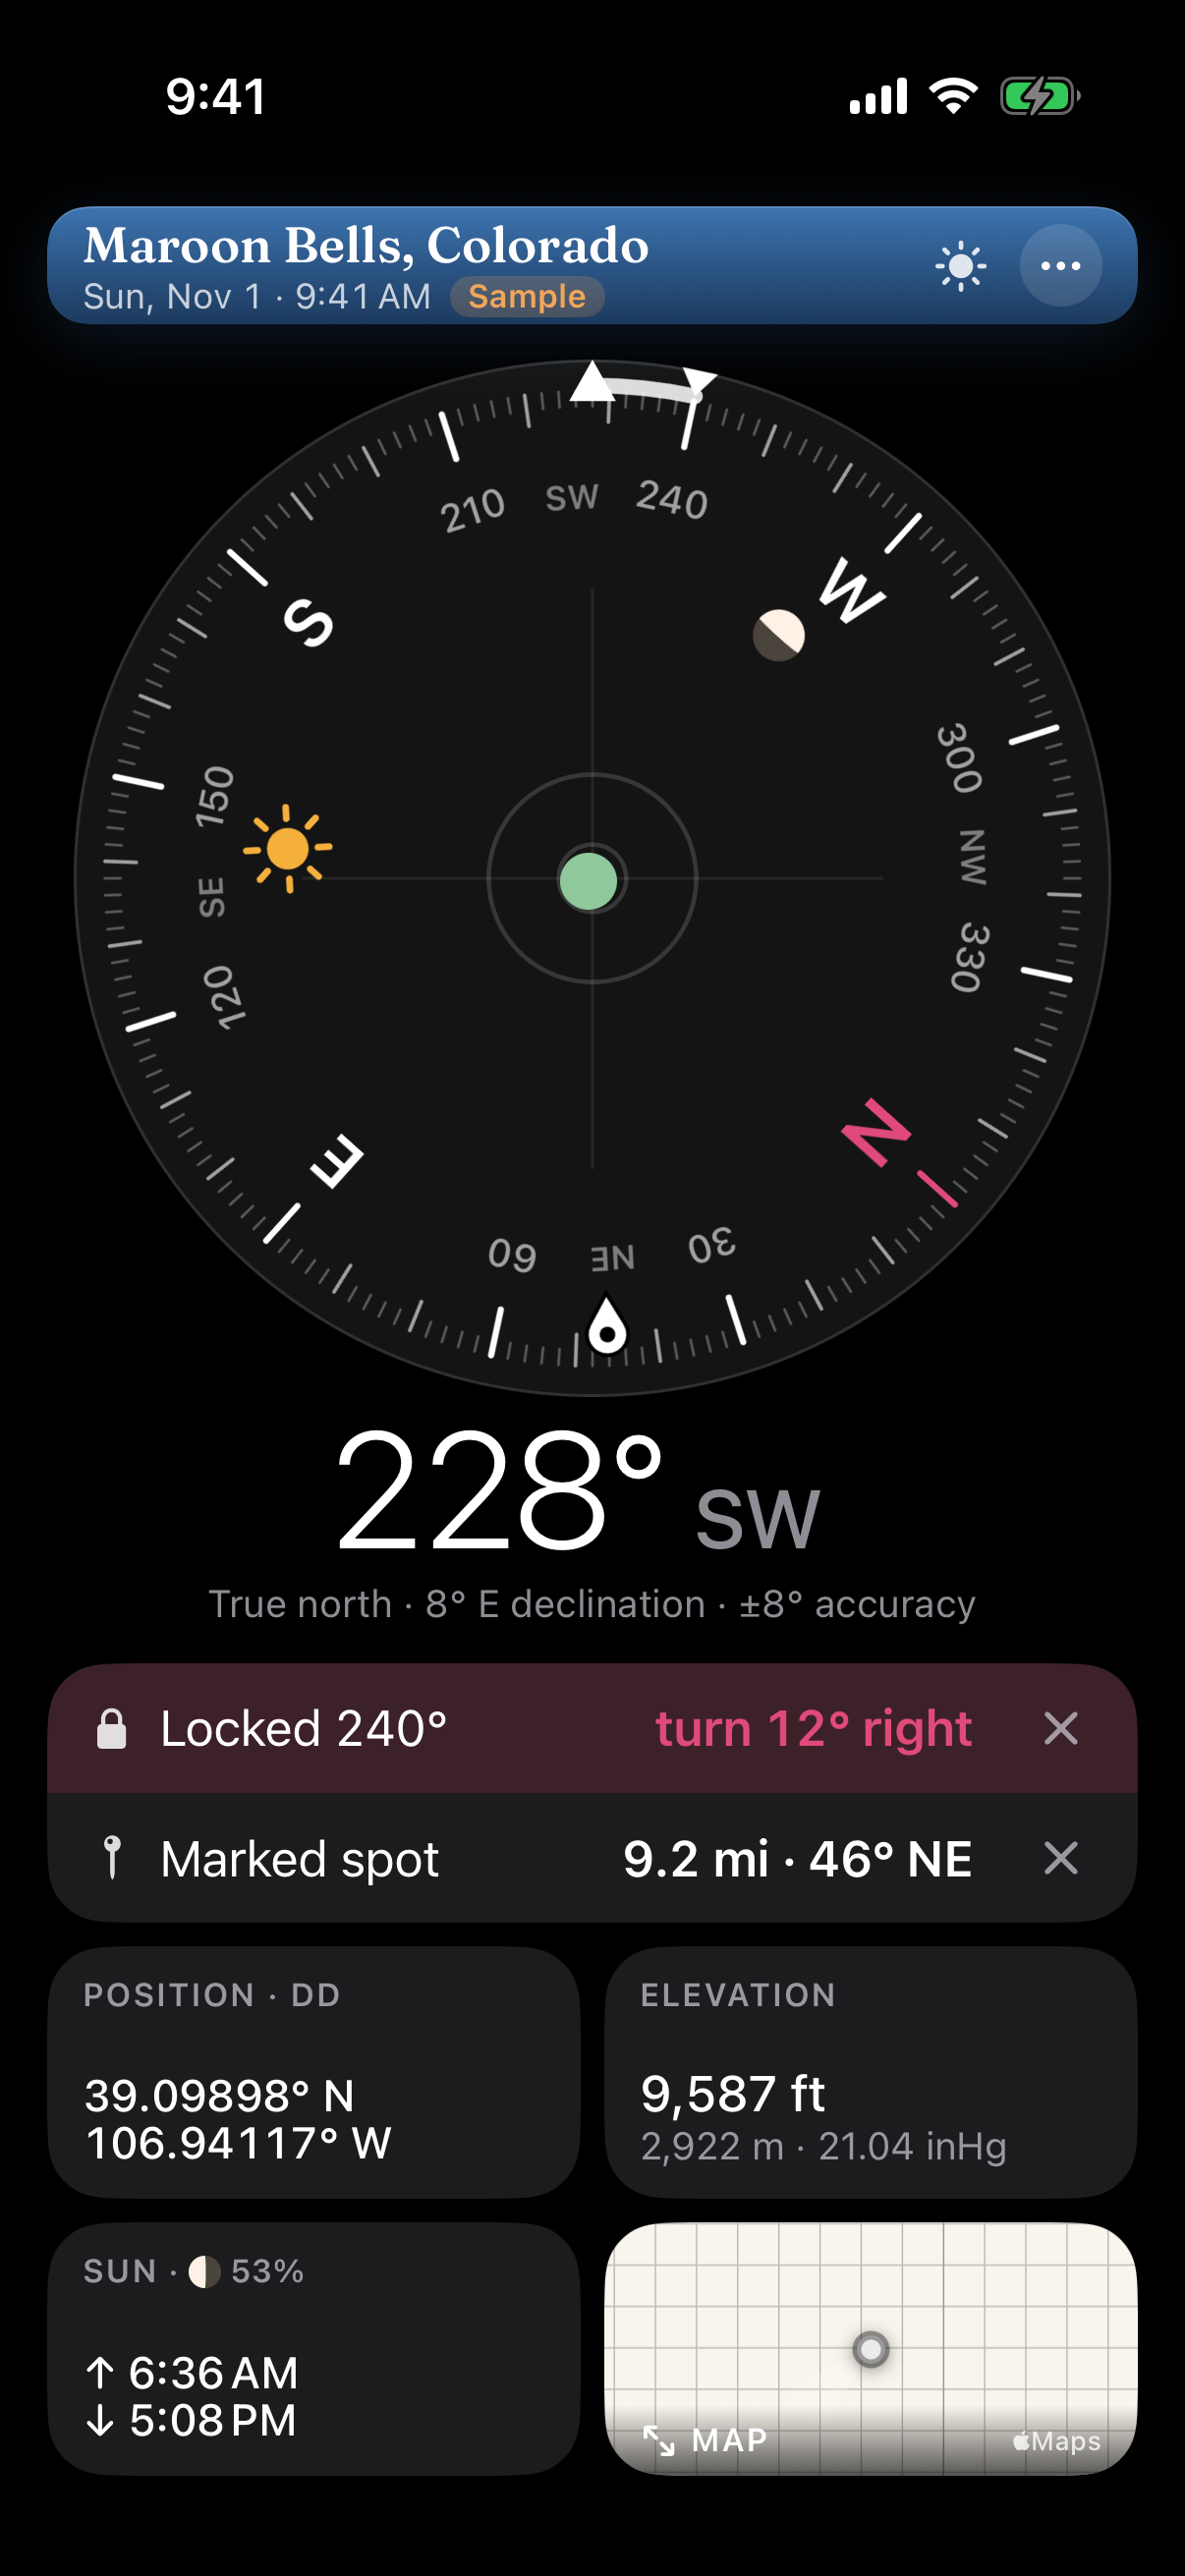 9:41
Maroon Bells, Colorado
Sun, Nov 1 · 9:41 AM Sample
210 SW 240
S W
150 300
SE NW
120 330
E N
60 NE 30
228° SW
True north · 8° E declination · ±8° accuracy
Locked 240° turn 12° right
Marked spot 9.2 mi · 46° NE
POSITION · DD
39.09898° N
106.94117° W
ELEVATION
9,587 ft
2,922 m · 21.04 inHg
SUN · 53%
↑ 6:36 AM
↓ 5:08 PM
MAP
Maps